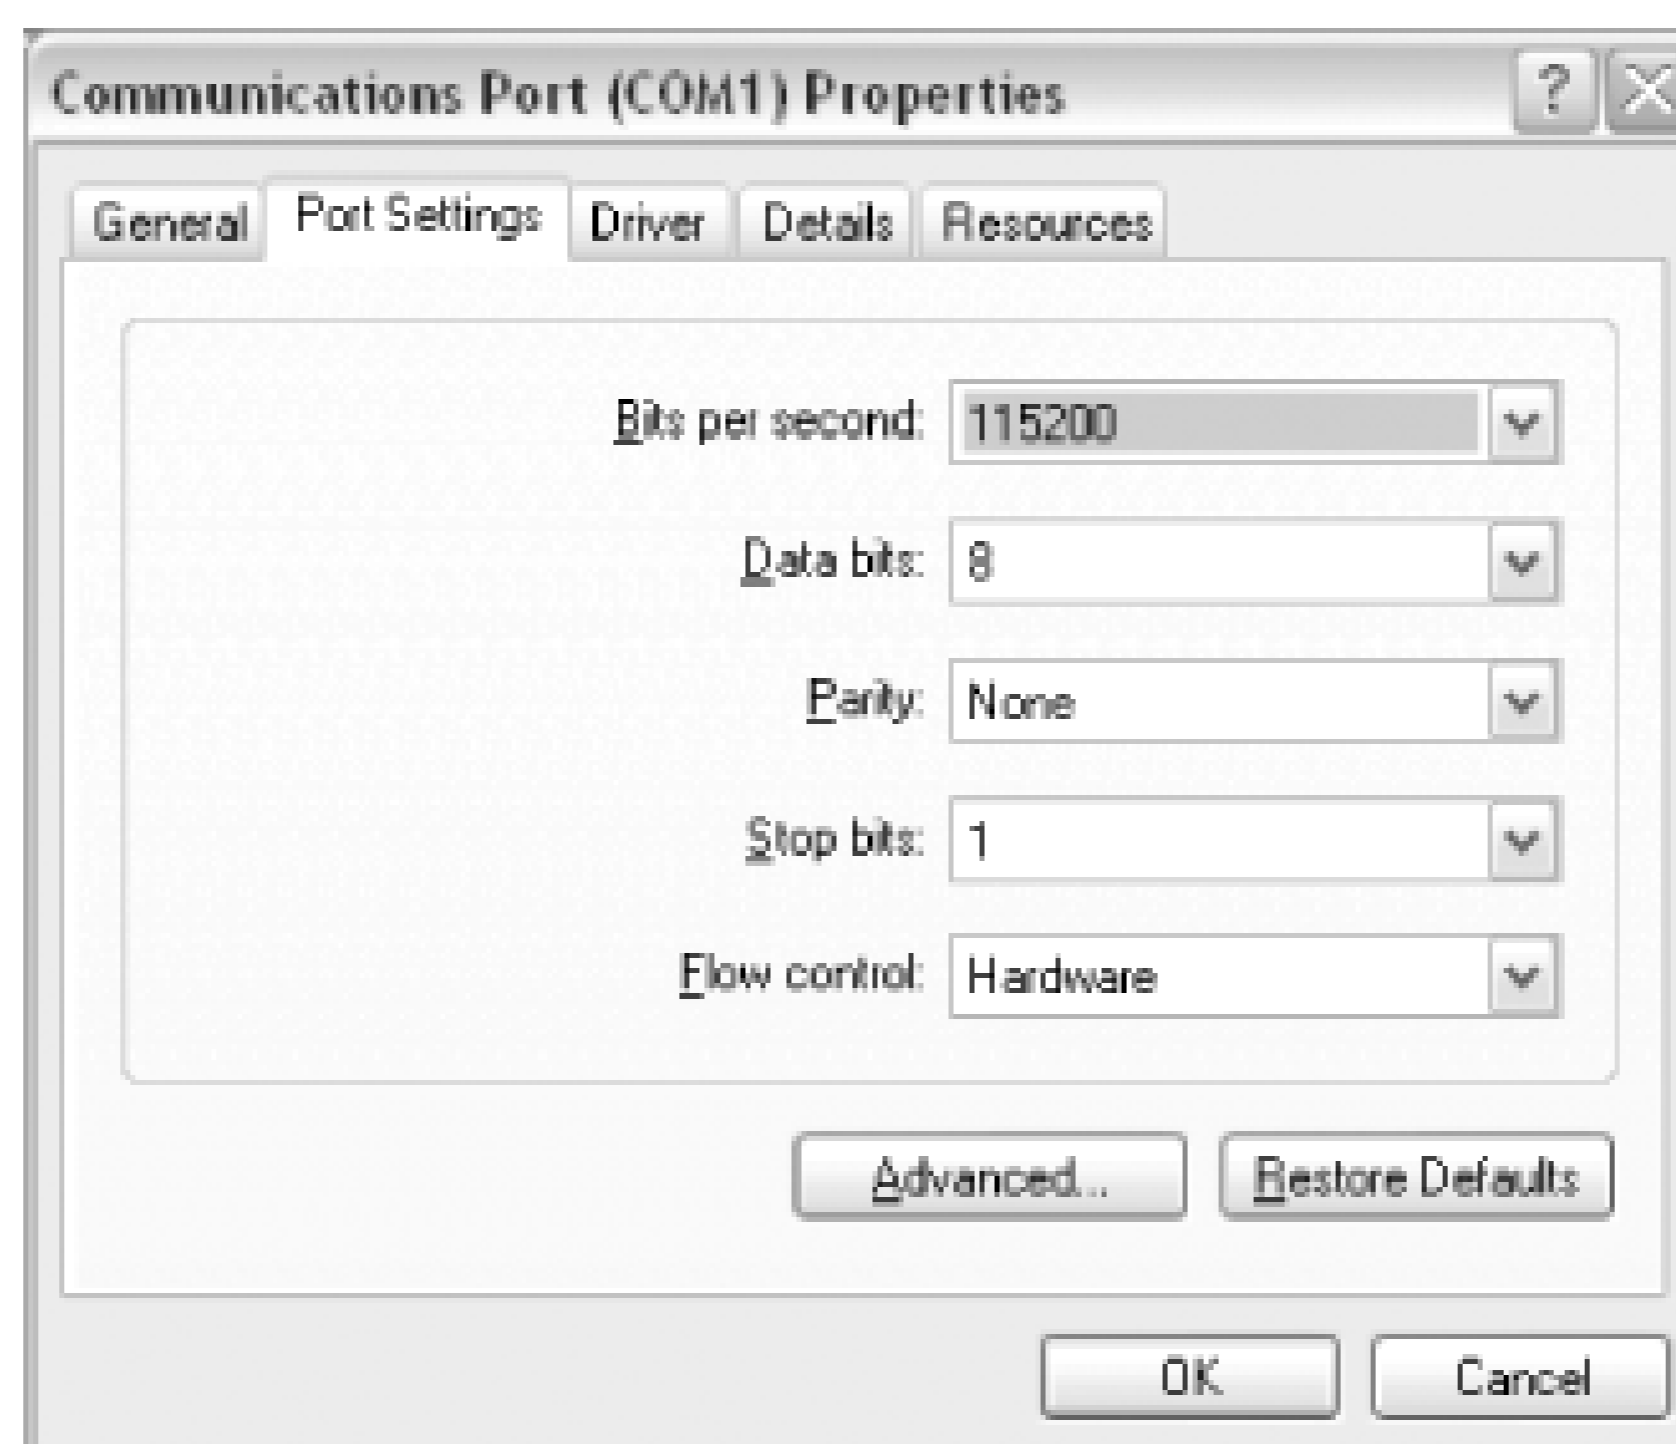 Communications Port (COM1) Properties
?
General Port Settings Driver Details Resources
Bits per second: 115200
Data bits: 8
Parity: None
Stop bits: 1
Flow control: Hardware
Advanced... Restore Defaults
OK Cancel